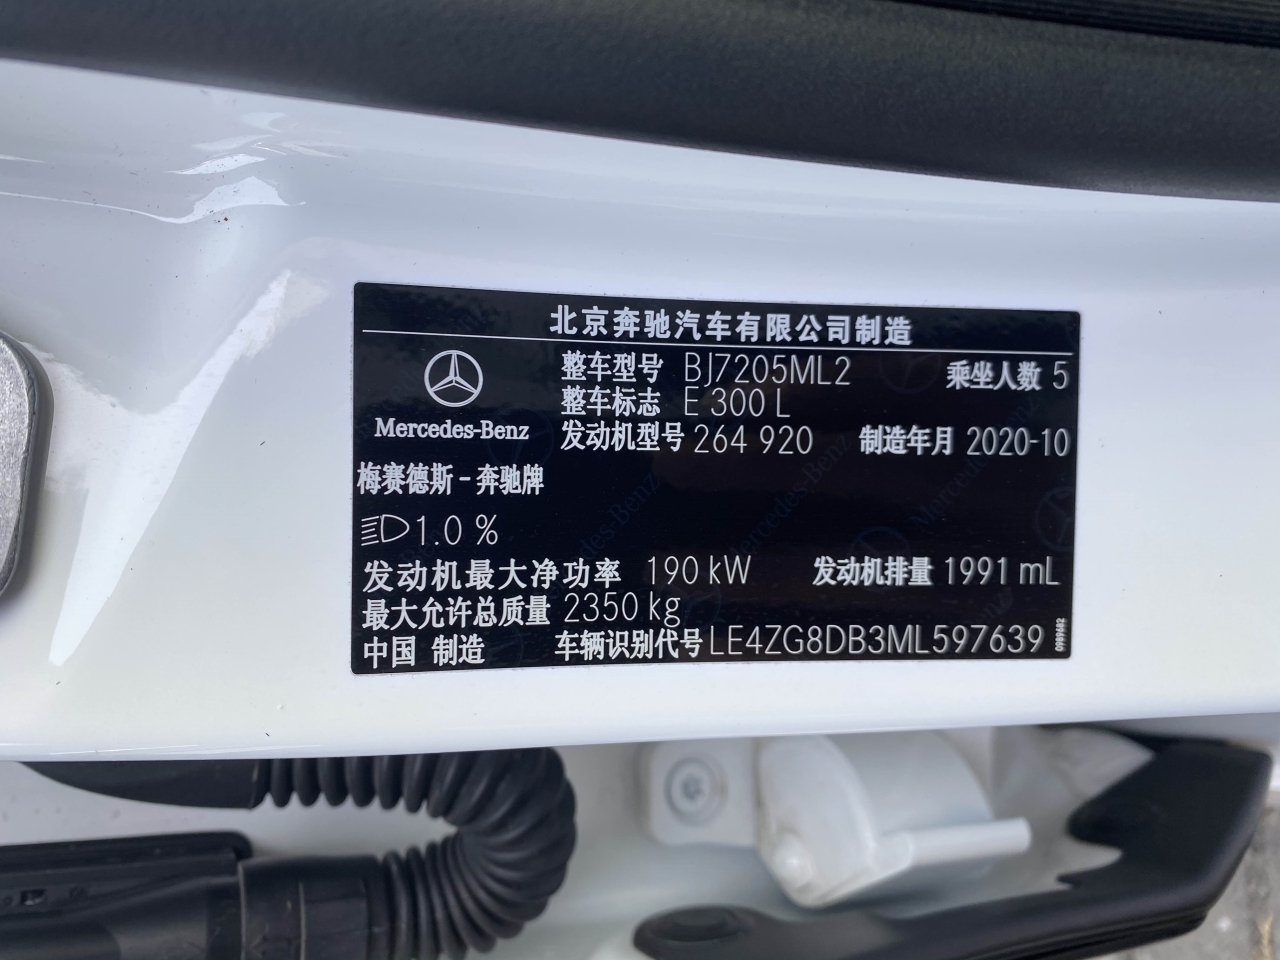 北京奔驰汽车有限公司制造
整车型号 BJ7205ML2 乘坐人数 5
整车标志 E 300 L
Mercedes-Benz
发动机型号 264 920 制造年月 2020-10
梅赛德斯-奔驰牌
1.0 %
发动机最大净功率 190 kW 发动机排量 1991 mL
最大允许总质量 2350 kg
中国 制造 车辆识别代号 LE4ZG8DB3ML597639
0989682